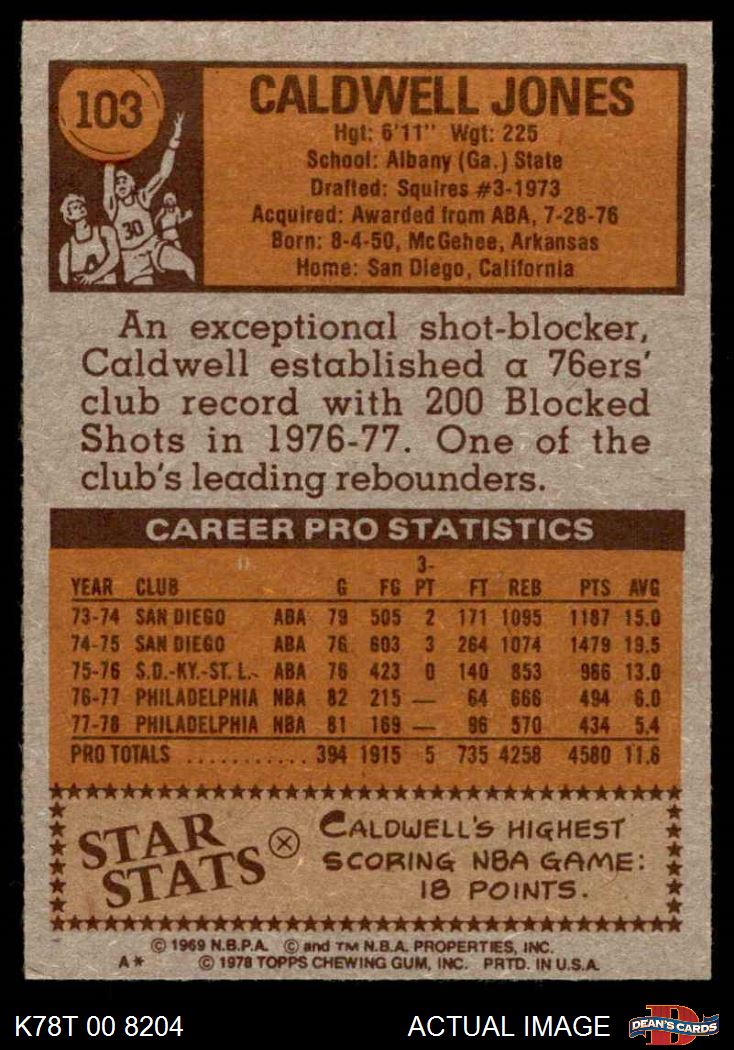 103
30
CALDWELL JONES
Hgt: 6'11" Wgt: 225
School: Albany (Ga.) State
Drafted: Squires #3-1973
Acquired: Awarded from ABA, 7-28-76
Born: 8-4-50, McGehee, Arkansas
Home: San Diego, California
An exceptional shot-blocker,
Caldwell established a 76ers'
club record with 200 Blocked
Shots in 1976-77. One of the
club's leading rebounders.
CAREER PRO STATISTICS
YEAR CLUB G FG 3-PT FT REB PTS AVG
73-74 SAN DIEGO ABA 79 505 2 171 1095 1187 15.0
74-75 SAN DIEGO ABA 76 603 3 264 1074 1479 19.5
75-76 S.D.-KY.-ST. L.- ABA 76 423 0 140 853 986 13.0
76-77 PHILADELPHIA NBA 82 215 — 64 666 494 6.0
77-78 PHILADELPHIA NBA 81 169 — 96 570 434 5.4
PRO TOTALS ........... 394 1915 5 735 4258 4580 11.6
STAR STATS
CALDWELL'S HIGHEST
SCORING NBA GAME:
18 POINTS.
© 1969 N.B.P.A. © and TM N.B.A. PROPERTIES, INC.
A* © 1978 TOPPS CHEWING GUM, INC. PRTD. IN U.S.A.
K78T 00 8204 ACTUAL IMAGE DEAN'S CARDS